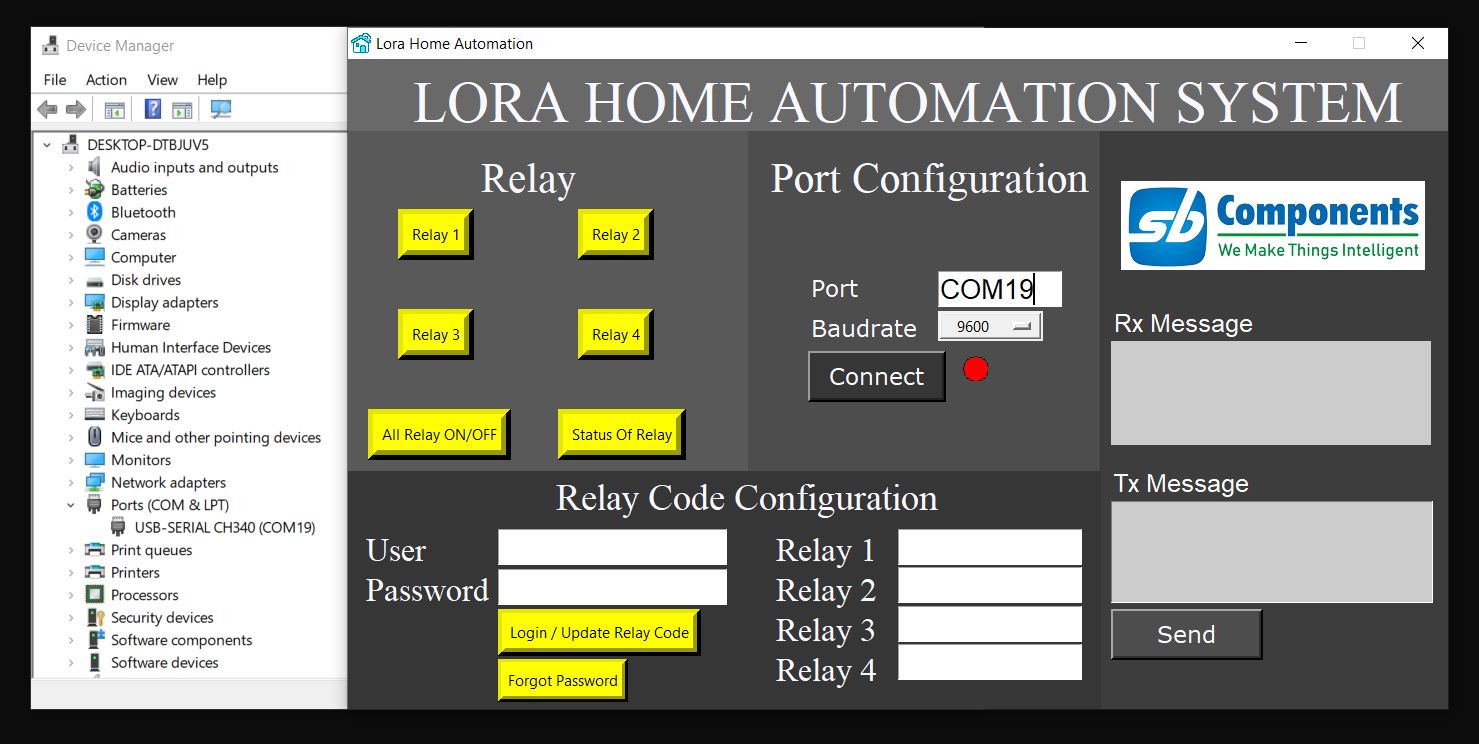 Device Manager
File Action View Help
DESKTOP-DTBJUV5
Audio inputs and outputs
Batteries
Bluetooth
Cameras
Computer
Disk drives
Display adapters
Firmware
Human Interface Devices
IDE ATA/ATAPI controllers
Imaging devices
Keyboards
Mice and other pointing devices
Monitors
Network adapters
Ports (COM & LPT)
USB-SERIAL CH340 (COM19)
Print queues
Printers
Processors
Security devices
Software components
Software devices
Lora Home Automation
LORA HOME AUTOMATION SYSTEM
Relay
Relay 1
Relay 2
Relay 3
Relay 4
All Relay ON/OFF
Status Of Relay
Port Configuration
Port COM19
Baudrate 9600
Connect
Relay Code Configuration
User
Password
Login / Update Relay Code
Forgot Password
Relay 1
Relay 2
Relay 3
Relay 4
sb Components
We Make Things Intelligent
Rx Message
Tx Message
Send